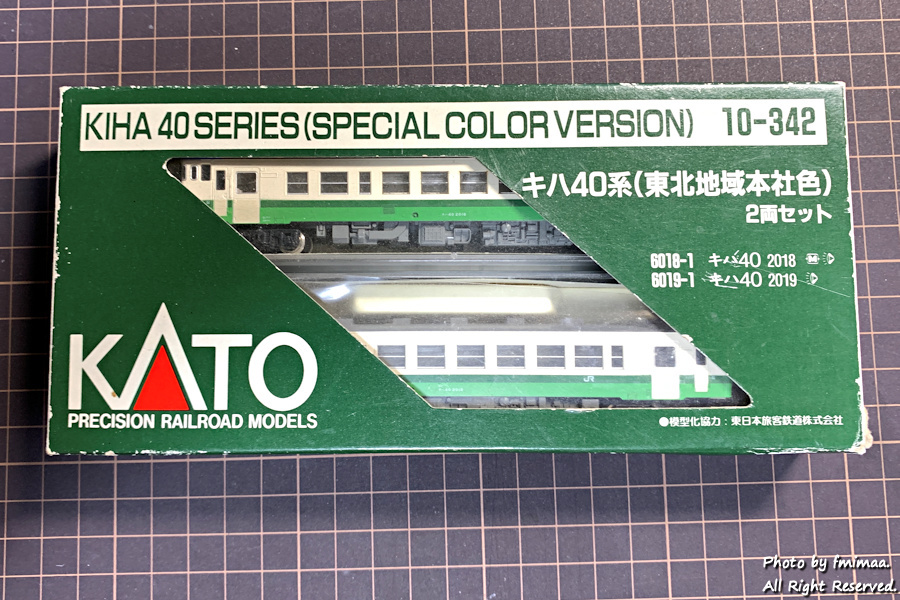 KIHA 40 SERIES (SPECIAL COLOR VERSION) 10-342
キハ40系(東北地域本社色)
2両セット
6018-1 キハ40 2018
6019-1 キハ40 2019
KATO
PRECISION RAILROAD MODELS
JR
●模型化協力:東日本旅客鉄道株式会社
Photo by fmimaa.
All Right Reserved.